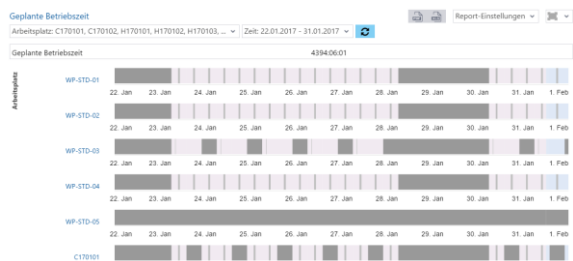 Geplante Betriebszeit
Report-Einstellungen
Arbeitsplatz: C170101, C170102, H170101, H170102, H170103, ...
Zeit: 22.01.2017 - 31.01.2017
Geplante Betriebszeit 4394:06:01
Arbeitsplatz
WP-STD-01
22. Jan 23. Jan 24. Jan 25. Jan 26. Jan 27. Jan 28. Jan 29. Jan 30. Jan 31. Jan 1. Feb
WP-STD-02
22. Jan 23. Jan 24. Jan 25. Jan 26. Jan 27. Jan 28. Jan 29. Jan 30. Jan 31. Jan 1. Feb
WP-STD-03
22. Jan 23. Jan 24. Jan 25. Jan 26. Jan 27. Jan 28. Jan 29. Jan 30. Jan 31. Jan 1. Feb
WP-STD-04
22. Jan 23. Jan 24. Jan 25. Jan 26. Jan 27. Jan 28. Jan 29. Jan 30. Jan 31. Jan 1. Feb
WP-STD-05
22. Jan 23. Jan 24. Jan 25. Jan 26. Jan 27. Jan 28. Jan 29. Jan 30. Jan 31. Jan 1. Feb
C170101